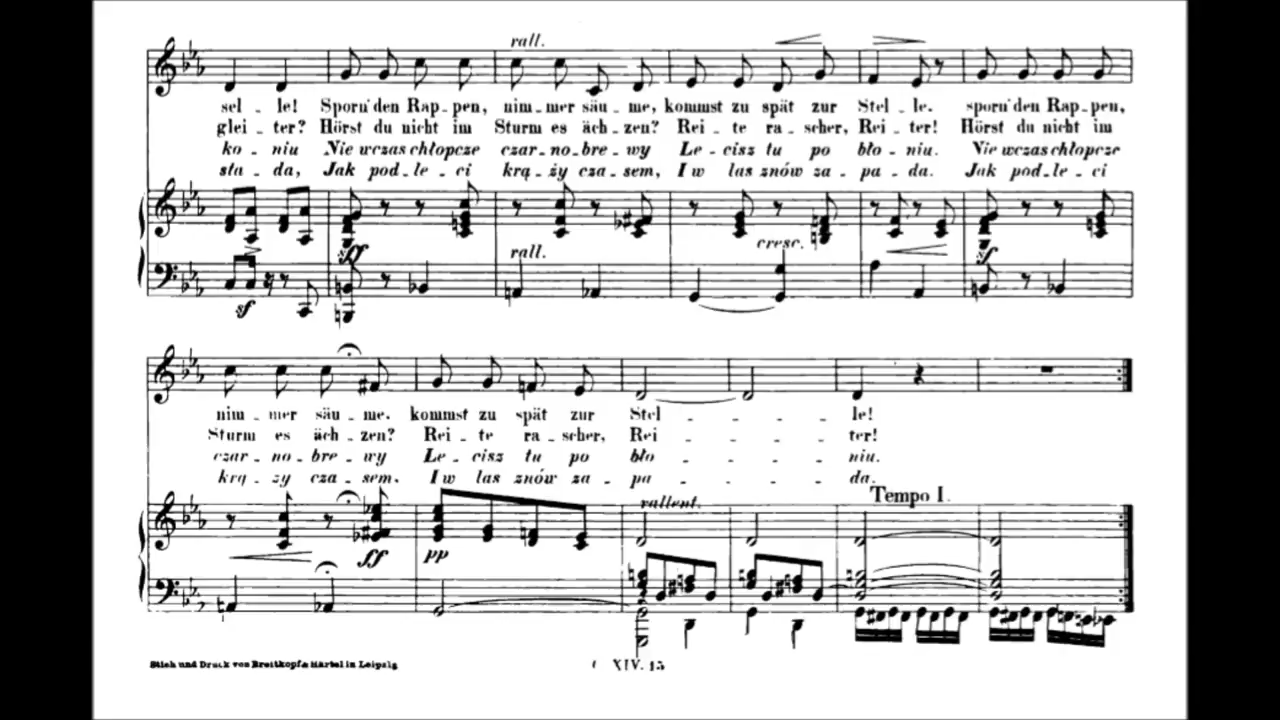 rall.
sel - le! Sporn' den Rap - pen, nim - mer säu - me, kommst zu spät zur Stel - le. sporn' den Rap - pen,
glei - ter? Hörst du nicht im Sturm es äch - zen? Rei - te ra - scher, Rei - ter! Hörst du nicht im
ko - niu Nie wczas chłopcze czar - no - bre - wy Le - cisz tu po bło - niu. Nie wczas chłopcze
sta - da, Jak pod - le - ci krą - ży cza - sem, I w las znów za - pa - da. Jak pod - le - ci
rall.
cresc.
sf
sf
sf
nim - mer säu - me. kommst zu spät zur Stel - - - - le!
Sturm es äch - zen? Rei - te ra - scher, Rei - - - - ter!
czar - no - bre - wy Le - cisz tu po bło - - - - niu.
krą - ży cza - sem. I w las znów za - pa - - - - da.
rallent.
Tempo I.
ff
pp
Stich und Druck von Breitkopf & Härtel in Leipzig
C. XIV. 15